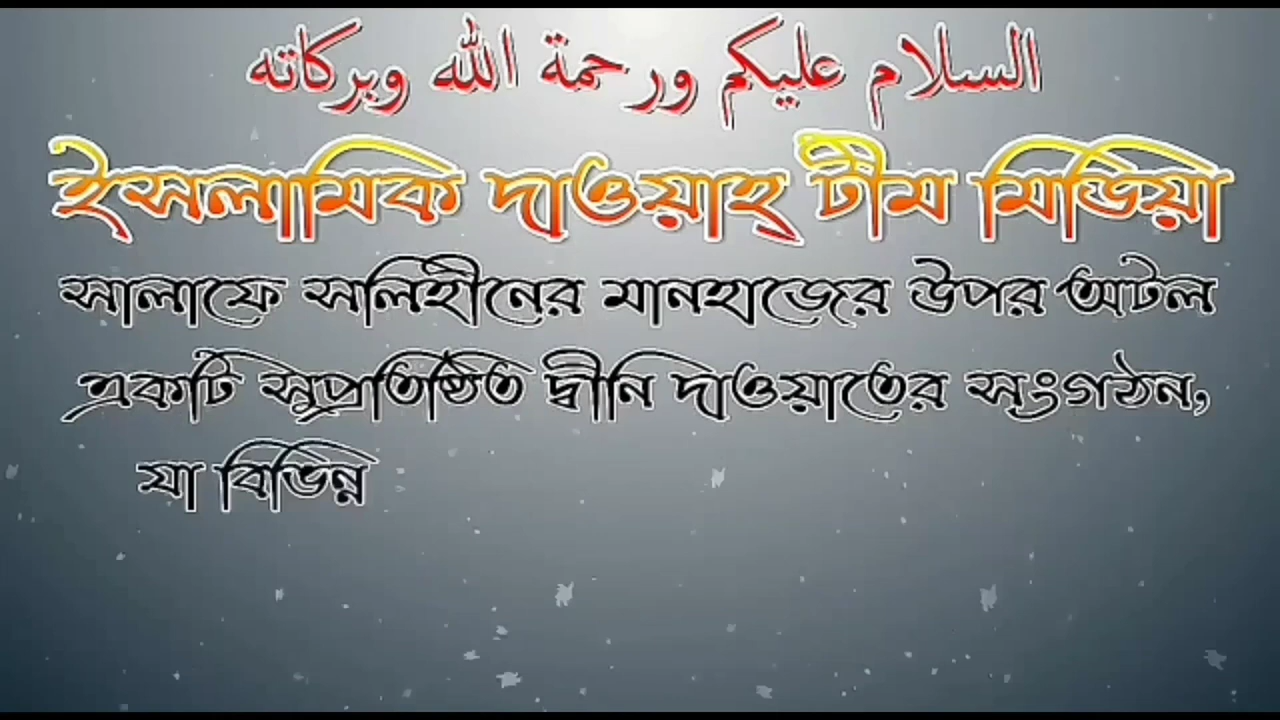 السلام عليكم ورحمة الله وبركاته
ইসলামিক দাওয়াহ্ টীম মিডিয়া
সালাফে সলিহীনের মানহাজের উপর অটল
একটি সুপ্রতিষ্ঠিত দ্বীনি দাওয়াতের সংগঠন,
যা বিভিন্ন